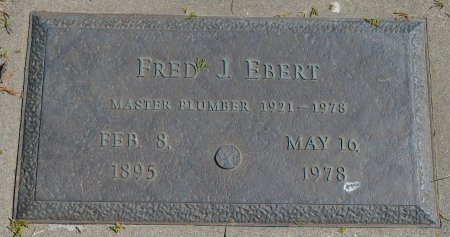 FRED J. EBERT
MASTER PLUMBER 1921-1978
FEB. 8, MAY 16,
1895 1978